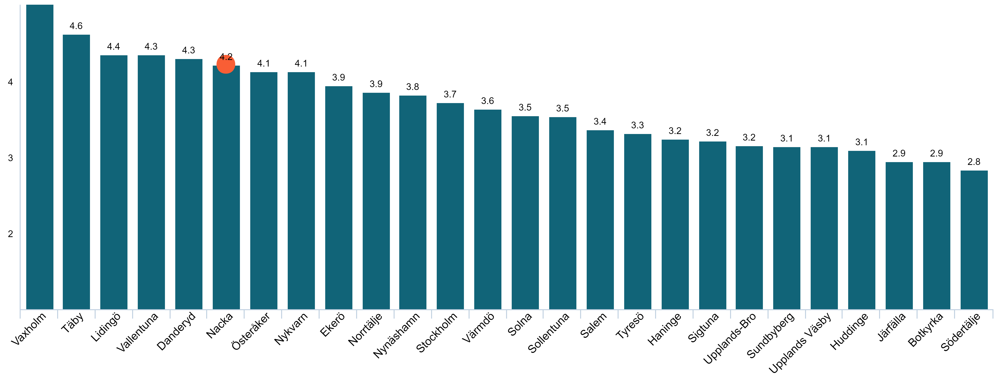 4.6
4.4
4.3
4.3
4.2
4.1
4.1
3.9
3.9
3.8
3.7
3.6
3.5
3.5
3.4
3.3
3.2
3.2
3.2
3.1
3.1
3.1
2.9
2.9
2.8
4
3
2
Vaxholm
Täby
Lidingö
Vallentuna
Danderyd
Nacka
Österåker
Nykvarn
Ekerö
Norrtälje
Nynäshamn
Stockholm
Värmdö
Solna
Sollentuna
Salem
Tyresö
Haninge
Sigtuna
Upplands-Bro
Sundbyberg
Upplands Väsby
Huddinge
Järfälla
Botkyrka
Södertälje